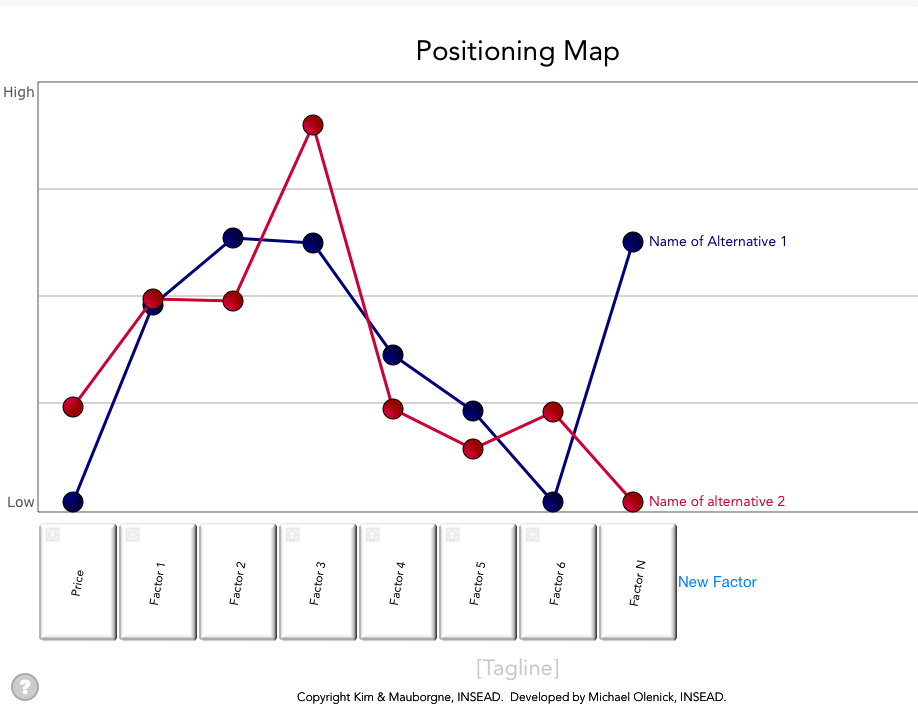 Positioning Map
High
Name of Alternative 1
Low
Name of alternative 2
Price
Factor 1
Factor 2
Factor 3
Factor 4
Factor 5
Factor 6
Factor N
New Factor
[Tagline]
?
Copyright Kim & Mauborgne, INSEAD. Developed by Michael Olenick, INSEAD.